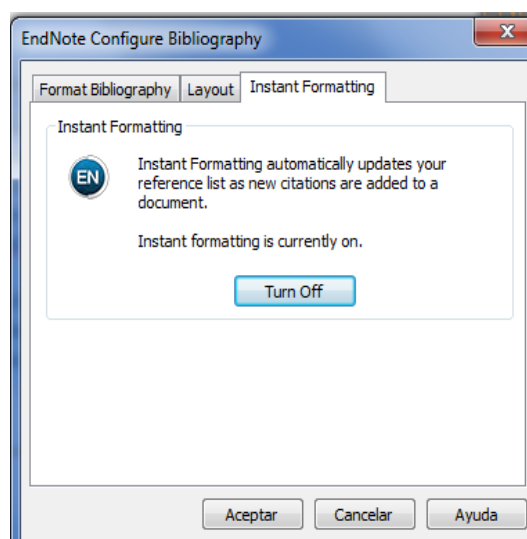 EndNote Configure Bibliography
X
Format Bibliography Layout Instant Formatting
Instant Formatting
EN
Instant Formatting automatically updates your
reference list as new citations are added to a
document.
Instant formatting is currently on.
Turn Off
Aceptar Cancelar Ayuda